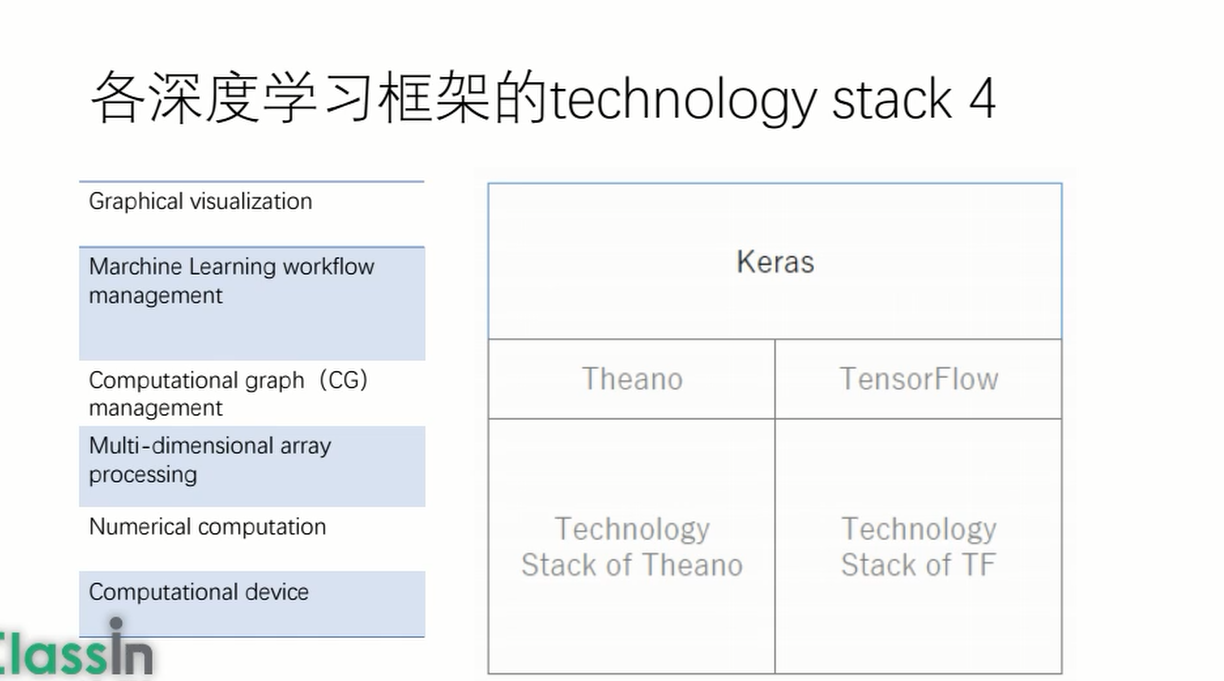 各深度学习框架的technology stack 4
Graphical visualization
Marchine Learning workflow
management
Computational graph（CG）
management
Multi-dimensional array
processing
Numerical computation
Computational device
Keras
Theano
TensorFlow
Technology
Stack of Theano
Technology
Stack of TF
ClassIn